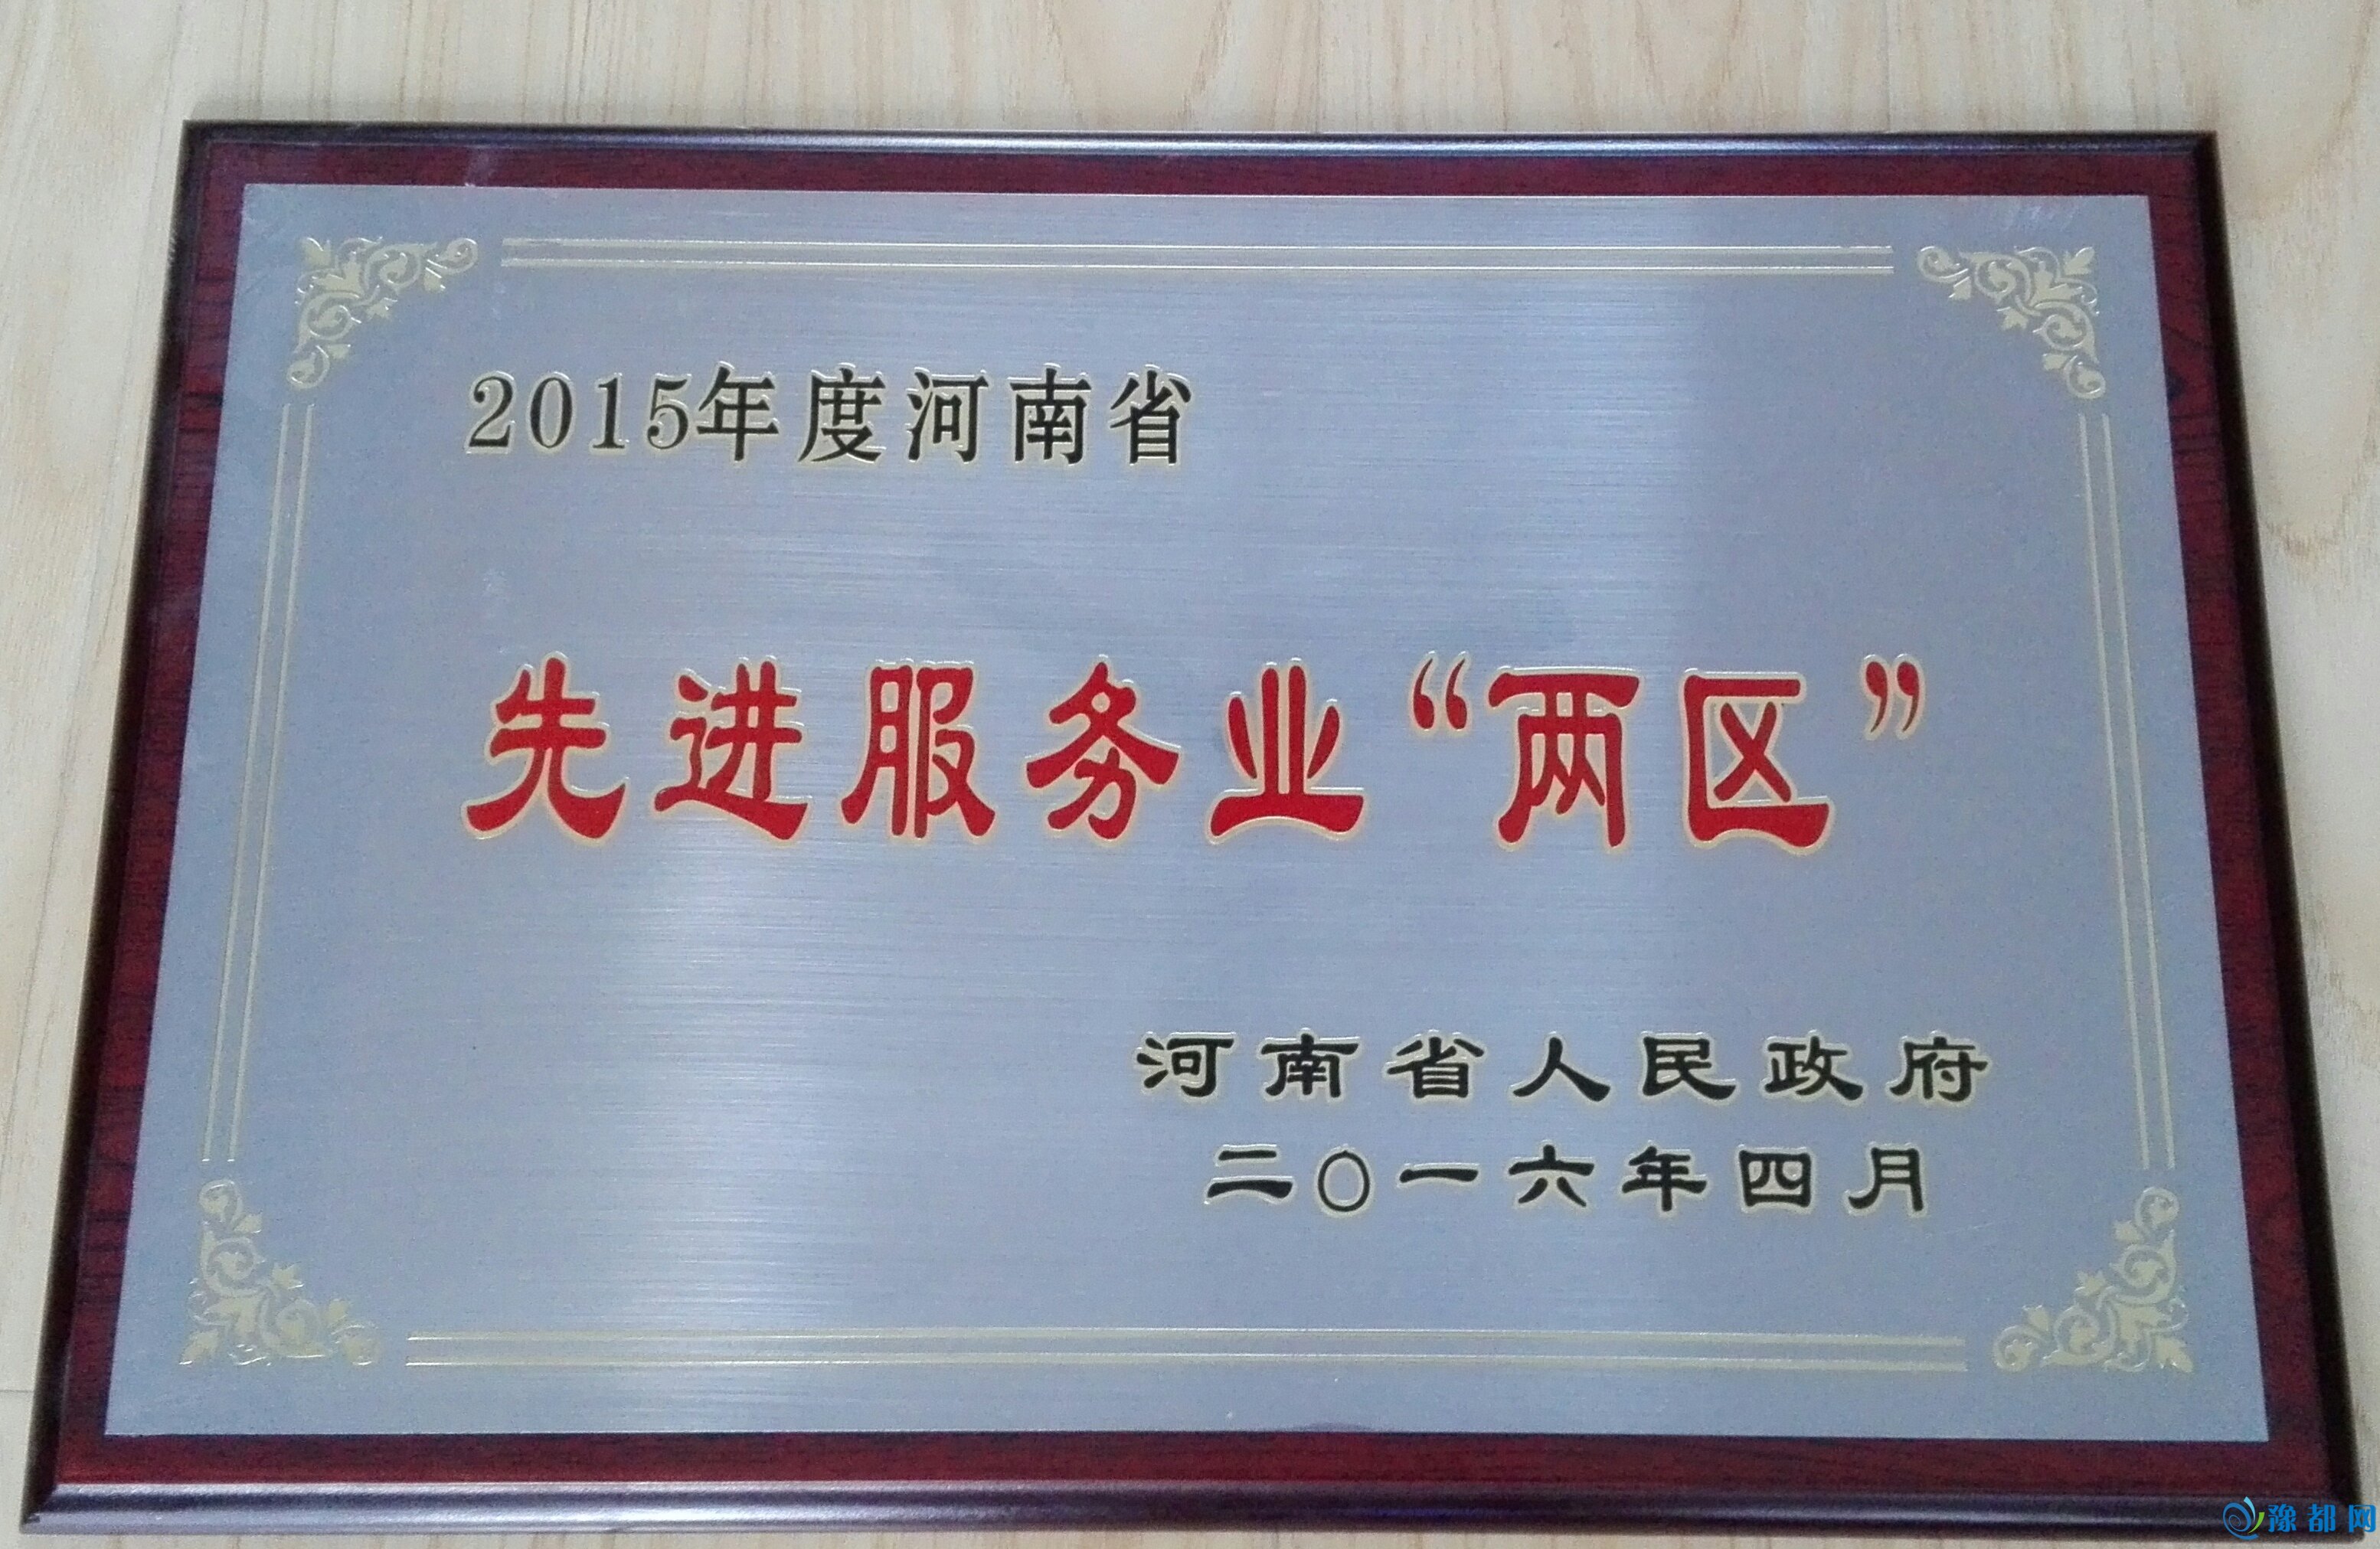 2015年度河南省
先进服务业“两区”
河南省人民政府
二〇一六年四月
豫都网